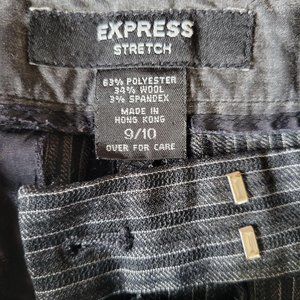 EXPRESS
STRETCH
63% POLYESTER
34% WOOL
3% SPANDEX
MADE IN
HONG KONG
9/10
OVER FOR CARE